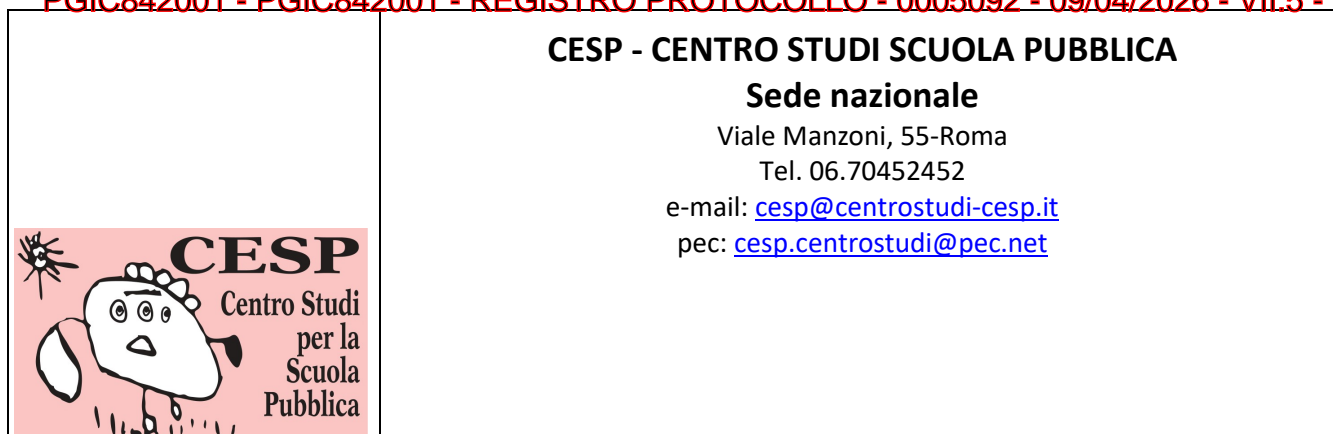 PGIC842001 - PGIC842001 - REGISTRO PROTOCOLLO - 0005092 - 09/04/2026 - VII.5 -
CESP - CENTRO STUDI SCUOLA PUBBLICA
Sede nazionale
Viale Manzoni, 55-Roma
Tel. 06.70452452
e-mail: cesp@centrostudi-cesp.it
pec: cesp.centrostudi@pec.net
CESP
Centro Studi
per la
Scuola
Pubblica